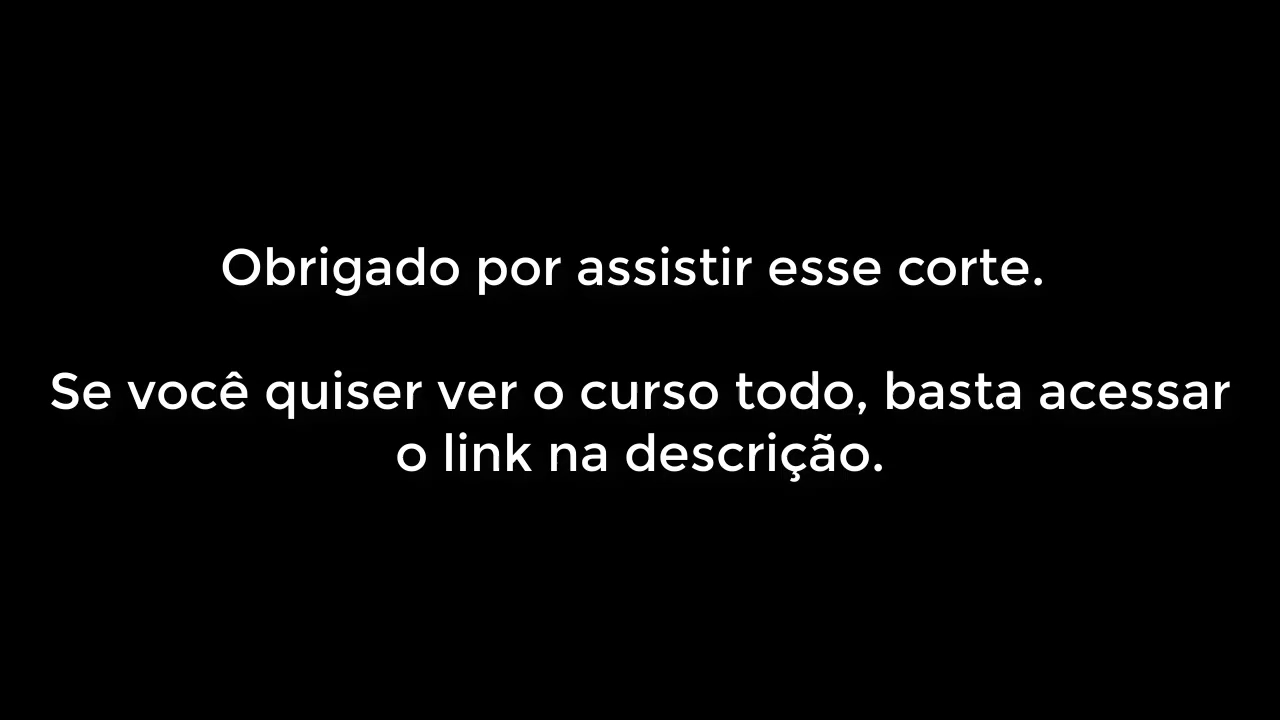 Obrigado por assistir esse corte.
Se você quiser ver o curso todo, basta acessar
o link na descrição.